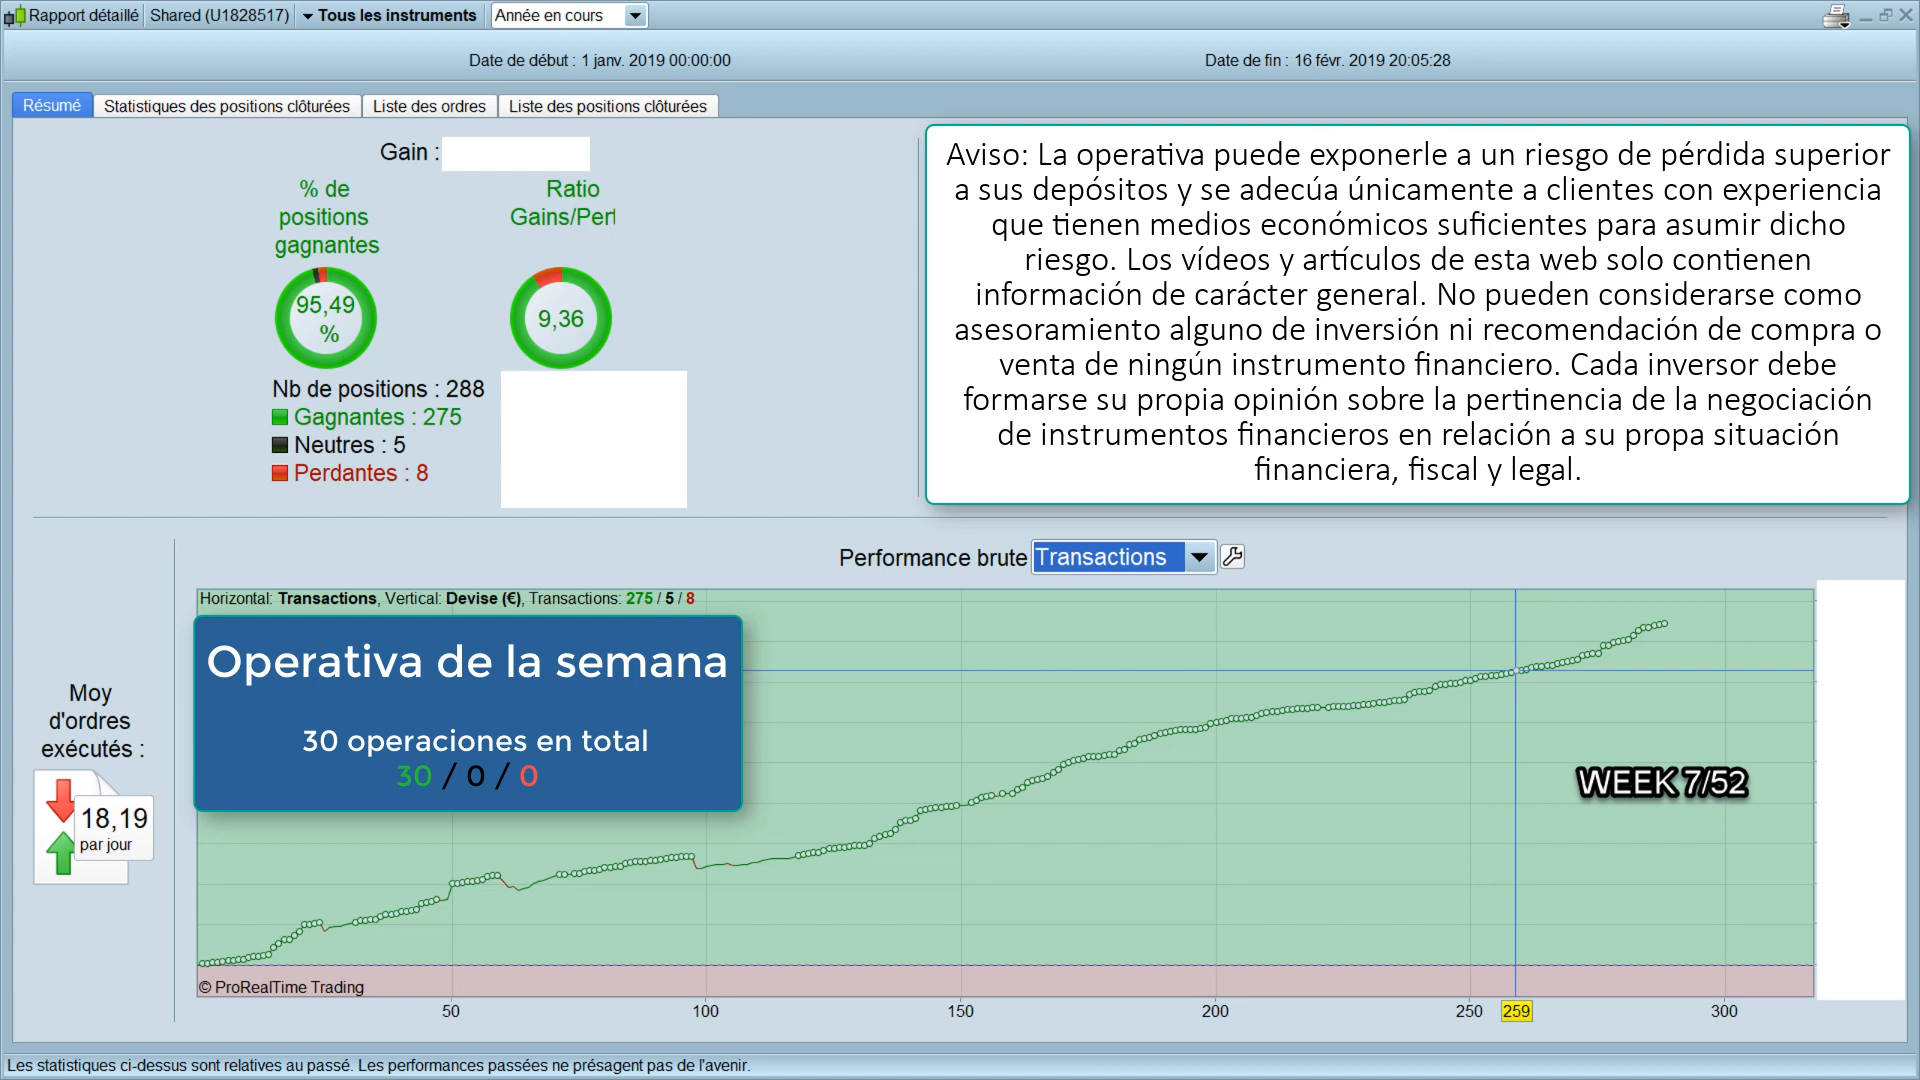 Rapport détaillé Shared (U1828517) Tous les instruments Année en cours
Date de début : 1 janv. 2019 00:00:00 Date de fin : 16 févr. 2019 20:05:28
Résumé Statistiques des positions clôturées Liste des ordres Liste des positions clôturées
Gain :
% de
positions
gagnantes
Ratio
Gains/Pert
95,49
%
9,36
Nb de positions : 288
Gagnantes : 275
Neutres : 5
Perdantes : 8
Aviso: La operativa puede exponerle a un riesgo de pérdida superior
a sus depósitos y se adecúa únicamente a clientes con experiencia
que tienen medios económicos suficientes para asumir dicho
riesgo. Los vídeos y artículos de esta web solo contienen
información de carácter general. No pueden considerarse como
asesoramiento alguno de inversión ni recomendación de compra o
venta de ningún instrumento financiero. Cada inversor debe
formarse su propia opinión sobre la pertinencia de la negociación
de instrumentos financieros en relación a su propa situación
financiera, fiscal y legal.
Performance brute Transactions
Horizontal: Transactions, Vertical: Devise (€), Transactions: 275 / 5 / 8
Operativa de la semana
30 operaciones en total
30 / 0 / 0
Moy
d'ordres
exécutés :
18,19
par jour
WEEK 7/52
© ProRealTime Trading
50 100 150 200 250 259 300
Les statistiques ci-dessus sont relatives au passé. Les performances passées ne présagent pas de l'avenir.